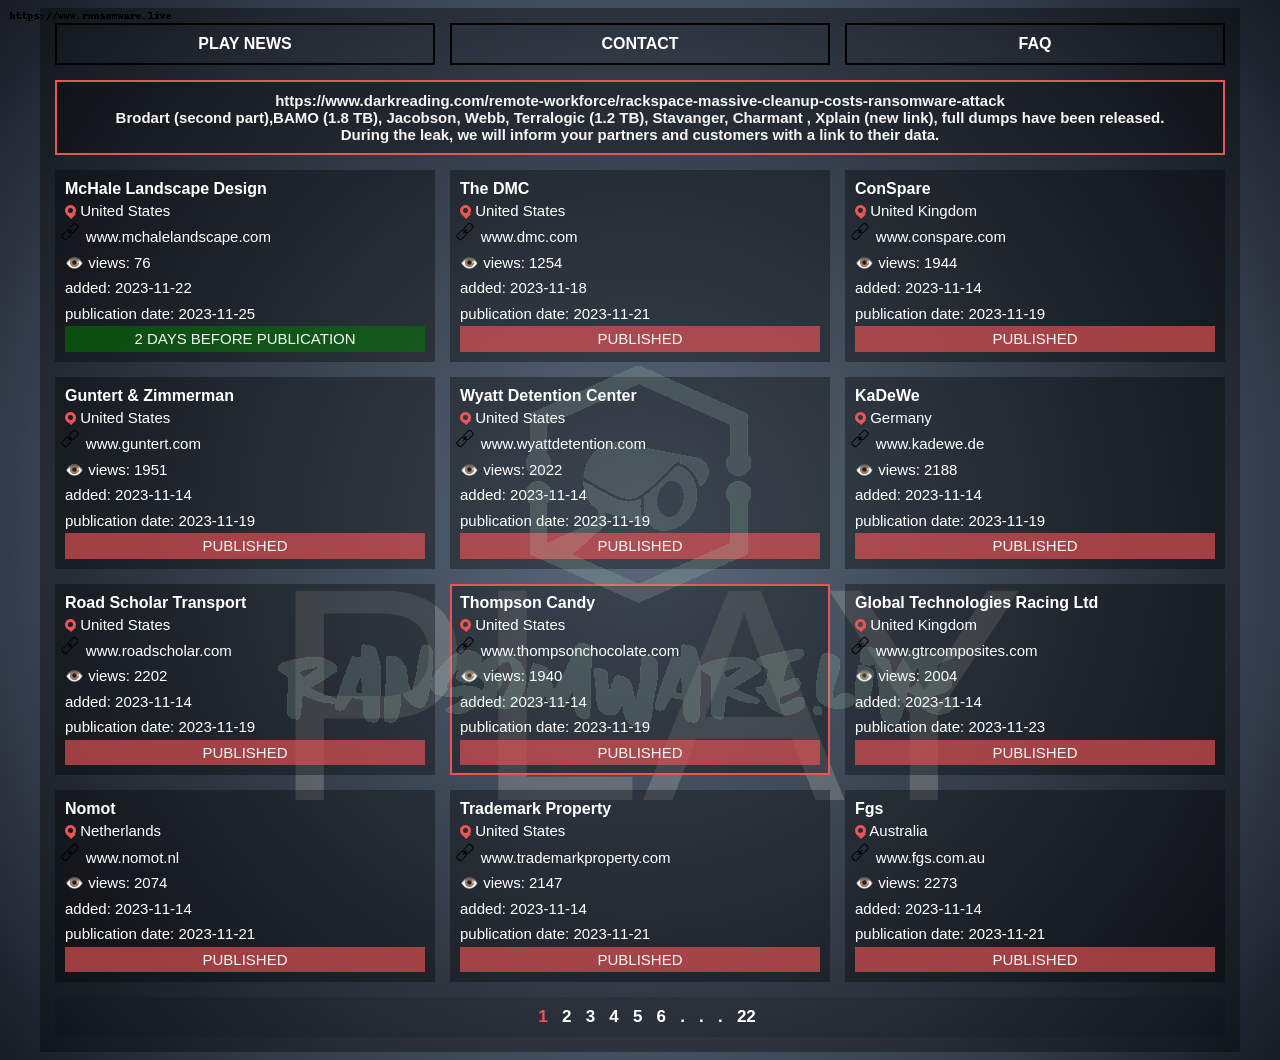 https://www.ransomware.live
PLAY NEWS CONTACT FAQ
https://www.darkreading.com/remote-workforce/rackspace-massive-cleanup-costs-ransomware-attack
Brodart (second part),BAMO (1.8 TB), Jacobson, Webb, Terralogic (1.2 TB), Stavanger, Charmant , Xplain (new link), full dumps have been released.
During the leak, we will inform your partners and customers with a link to their data.
McHale Landscape Design
United States
www.mchalelandscape.com
views: 76
added: 2023-11-22
publication date: 2023-11-25
2 DAYS BEFORE PUBLICATION
The DMC
United States
www.dmc.com
views: 1254
added: 2023-11-18
publication date: 2023-11-21
PUBLISHED
ConSpare
United Kingdom
www.conspare.com
views: 1944
added: 2023-11-14
publication date: 2023-11-19
PUBLISHED
Guntert & Zimmerman
United States
www.guntert.com
views: 1951
added: 2023-11-14
publication date: 2023-11-19
PUBLISHED
Wyatt Detention Center
United States
www.wyattdetention.com
views: 2022
added: 2023-11-14
publication date: 2023-11-19
PUBLISHED
KaDeWe
Germany
www.kadewe.de
views: 2188
added: 2023-11-14
publication date: 2023-11-19
PUBLISHED
Road Scholar Transport
United States
www.roadscholar.com
views: 2202
added: 2023-11-14
publication date: 2023-11-19
PUBLISHED
Thompson Candy
United States
www.thompsonchocolate.com
views: 1940
added: 2023-11-14
publication date: 2023-11-19
PUBLISHED
Global Technologies Racing Ltd
United Kingdom
www.gtrcomposites.com
views: 2004
added: 2023-11-14
publication date: 2023-11-23
PUBLISHED
PLAY
RANSOMWARE.LIVE
Nomot
Netherlands
www.nomot.nl
views: 2074
added: 2023-11-14
publication date: 2023-11-21
PUBLISHED
Trademark Property
United States
www.trademarkproperty.com
views: 2147
added: 2023-11-14
publication date: 2023-11-21
PUBLISHED
Fgs
Australia
www.fgs.com.au
views: 2273
added: 2023-11-14
publication date: 2023-11-21
PUBLISHED
1 2 3 4 5 6 . . . 22